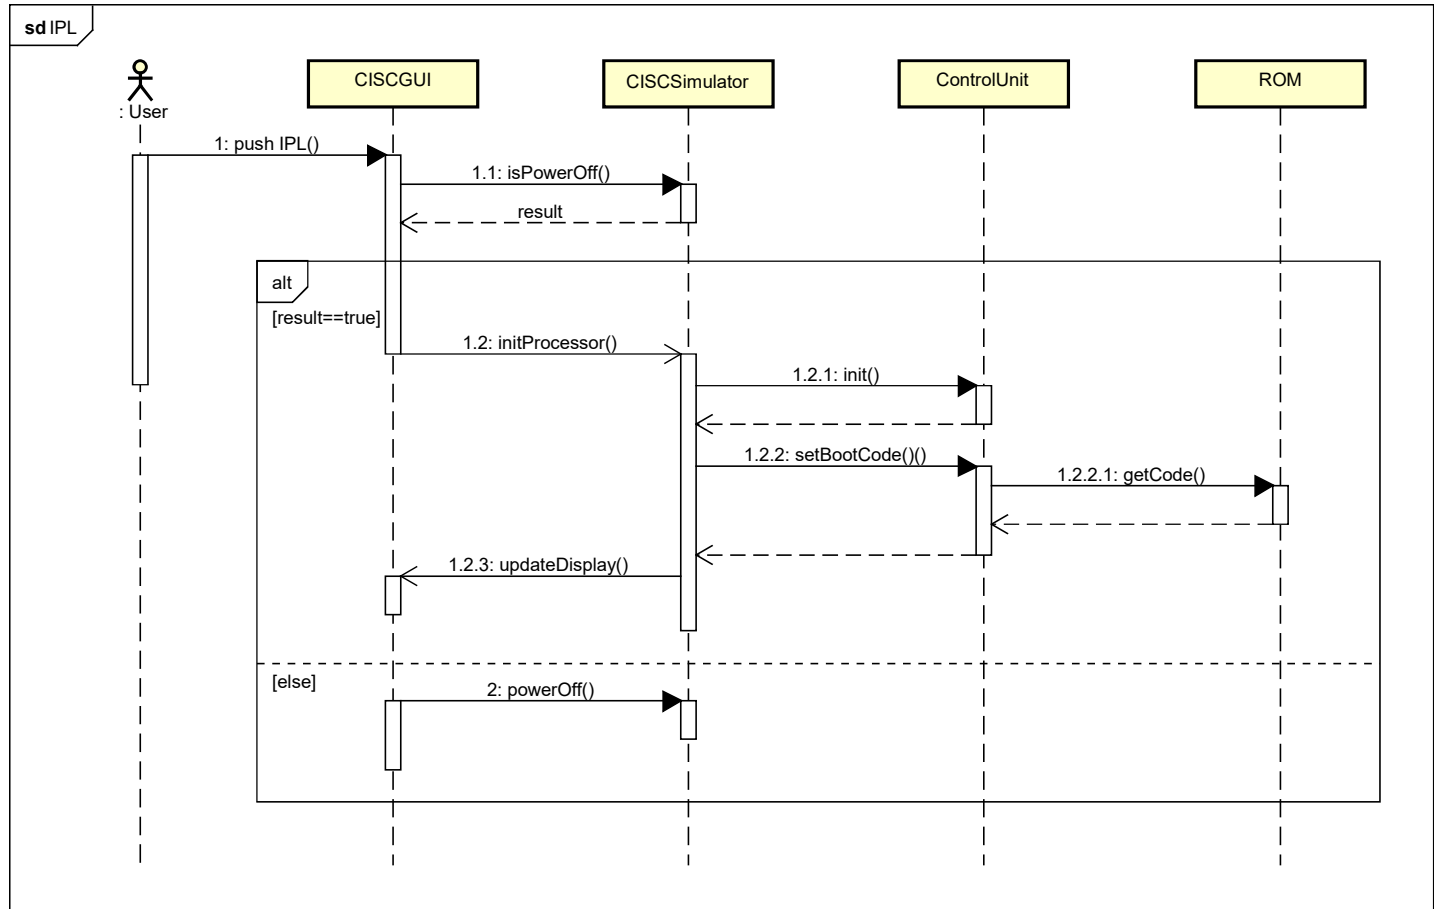 sd IPL
: User
CISCGUI
CISCSimulator
ControlUnit
ROM
1: push IPL()
1.1: isPowerOff()
result
alt
[result==true]
1.2: initProcessor()
1.2.1: init()
1.2.2: setBootCode()()
1.2.2.1: getCode()
1.2.3: updateDisplay()
[else]
2: powerOff()